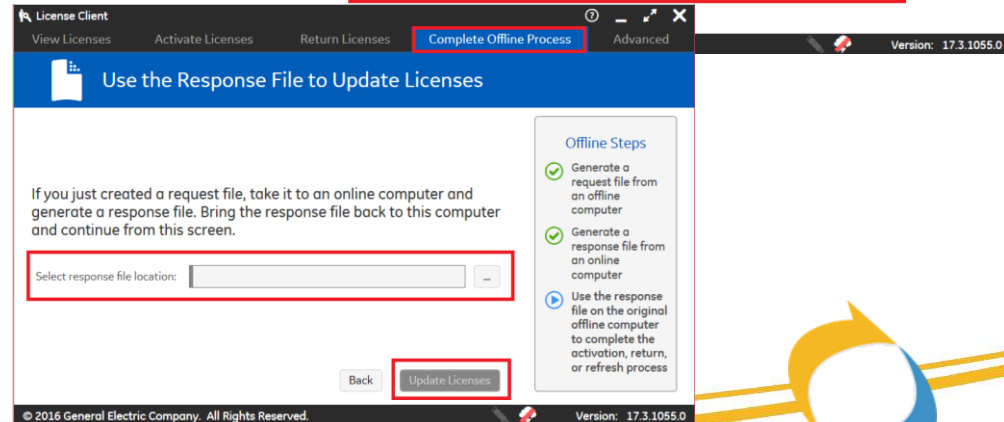 License Client
View Licenses Activate Licenses Return Licenses Complete Offline Process Advanced
Use the Response File to Update Licenses
If you just created a request file, take it to an online computer and
generate a response file. Bring the response file back to this computer
and continue from this screen.
Select response file location: ...
Back Update Licenses
Offline Steps
Generate a
request file from
an offline
computer
Generate a
response file from
an online
computer
Use the response
file on the original
offline computer
to complete the
activation, return,
or refresh process
© 2016 General Electric Company. All Rights Reserved. Version: 17.3.1055.0
Version: 17.3.1055.0